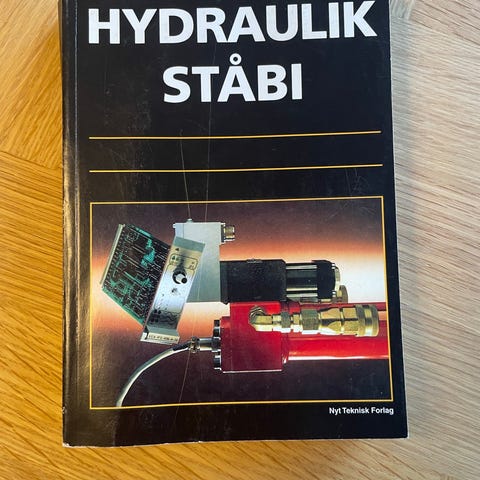 HYDRAULIK
STÅBI
Nyt Teknisk Forlag